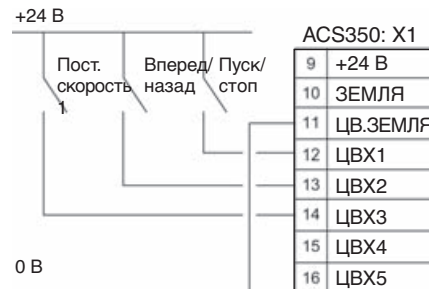 +24 В
ACS350: X1
Пост.
скорость
1
Вперед/
назад
Пуск/
стоп
9 +24 В
10 ЗЕМЛЯ
11 ЦВ.ЗЕМЛЯ
12 ЦВХ1
13 ЦВХ2
14 ЦВХ3
15 ЦВХ4
0 В
16 ЦВХ5